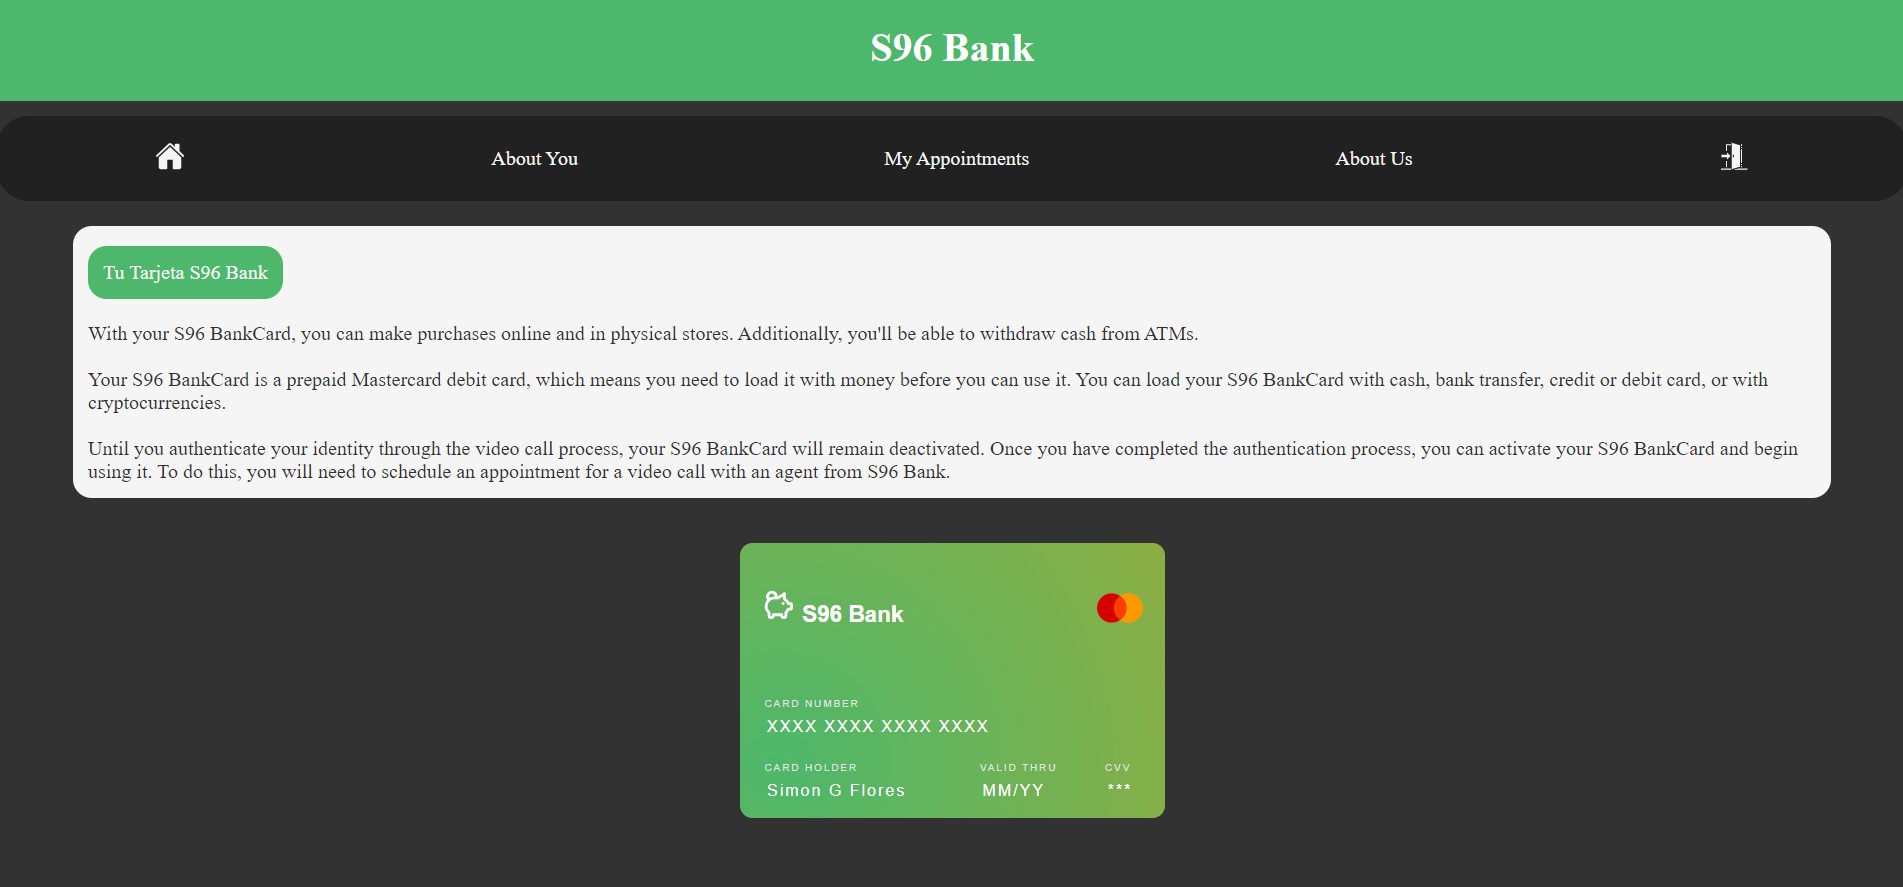 S96 Bank
About You
My Appointments
About Us
Tu Tarjeta S96 Bank
With your S96 BankCard, you can make purchases online and in physical stores. Additionally, you'll be able to withdraw cash from ATMs.
Your S96 BankCard is a prepaid Mastercard debit card, which means you need to load it with money before you can use it. You can load your S96 BankCard with cash, bank transfer, credit or debit card, or with
cryptocurrencies.
Until you authenticate your identity through the video call process, your S96 BankCard will remain deactivated. Once you have completed the authentication process, you can activate your S96 BankCard and begin
using it. To do this, you will need to schedule an appointment for a video call with an agent from S96 Bank.
S96 Bank
CARD NUMBER
XXXX XXXX XXXX XXXX
CARD HOLDER
VALID THRU
CVV
Simon G Flores
MM/YY
***